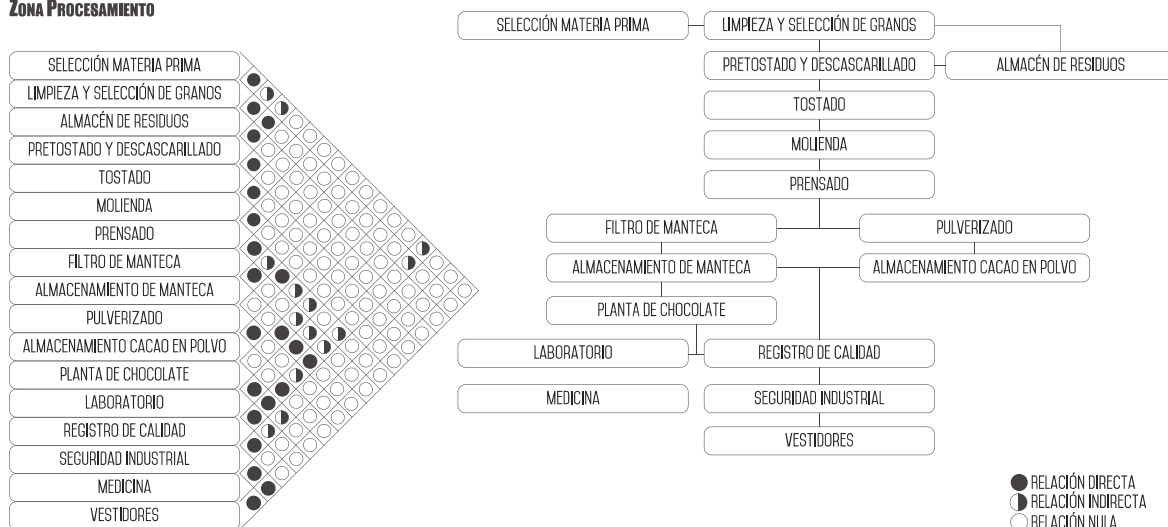 ZONA PROCESAMIENTO
SELECCIÓN MATERIA PRIMA
LIMPIEZA Y SELECCIÓN DE GRANOS
ALMACÉN DE RESIDUOS
PRETOSTADO Y DESCASCARILLADO
TOSTADO
MOLIENDA
PRENSADO
FILTRO DE MANTECA
ALMACENAMIENTO DE MANTECA
PULVERIZADO
ALMACENAMIENTO CACAO EN POLVO
PLANTA DE CHOCOLATE
LABORATORIO
REGISTRO DE CALIDAD
SEGURIDAD INDUSTRIAL
MEDICINA
VESTIDORES
SELECCIÓN MATERIA PRIMA
LIMPIEZA Y SELECCIÓN DE GRANOS
PRETOSTADO Y DESCASCARILLADO
ALMACÉN DE RESIDUOS
TOSTADO
MOLIENDA
PRENSADO
FILTRO DE MANTECA
PULVERIZADO
ALMACENAMIENTO DE MANTECA
ALMACENAMIENTO CACAO EN POLVO
PLANTA DE CHOCOLATE
LABORATORIO
REGISTRO DE CALIDAD
MEDICINA
SEGURIDAD INDUSTRIAL
VESTIDORES
RELACIÓN DIRECTA
RELACIÓN INDIRECTA
RELACIÓN NULA